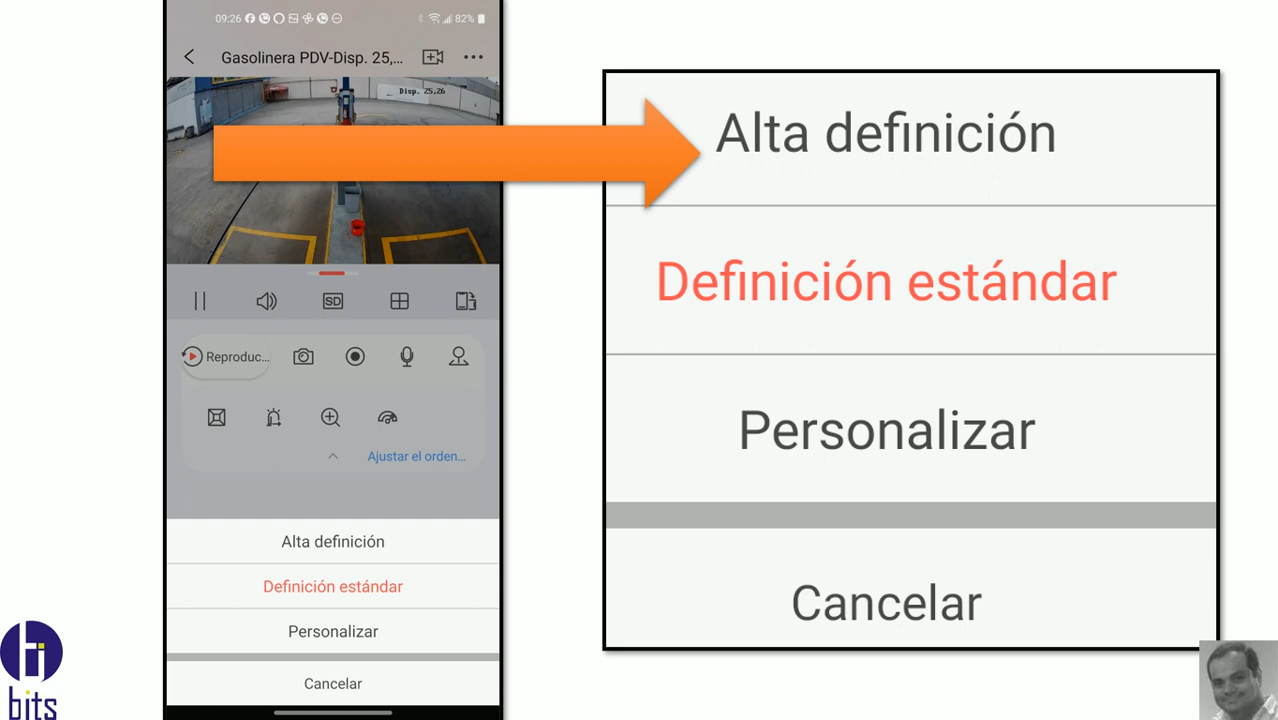 09:26
82%
Gasolinera PDV-Disp. 25,...
Disp. 25,26
SD
Reproduc...
Ajustar el orden...
Alta definición
Definición estándar
Personalizar
Cancelar
Alta definición
Definición estándar
Personalizar
Cancelar
bits